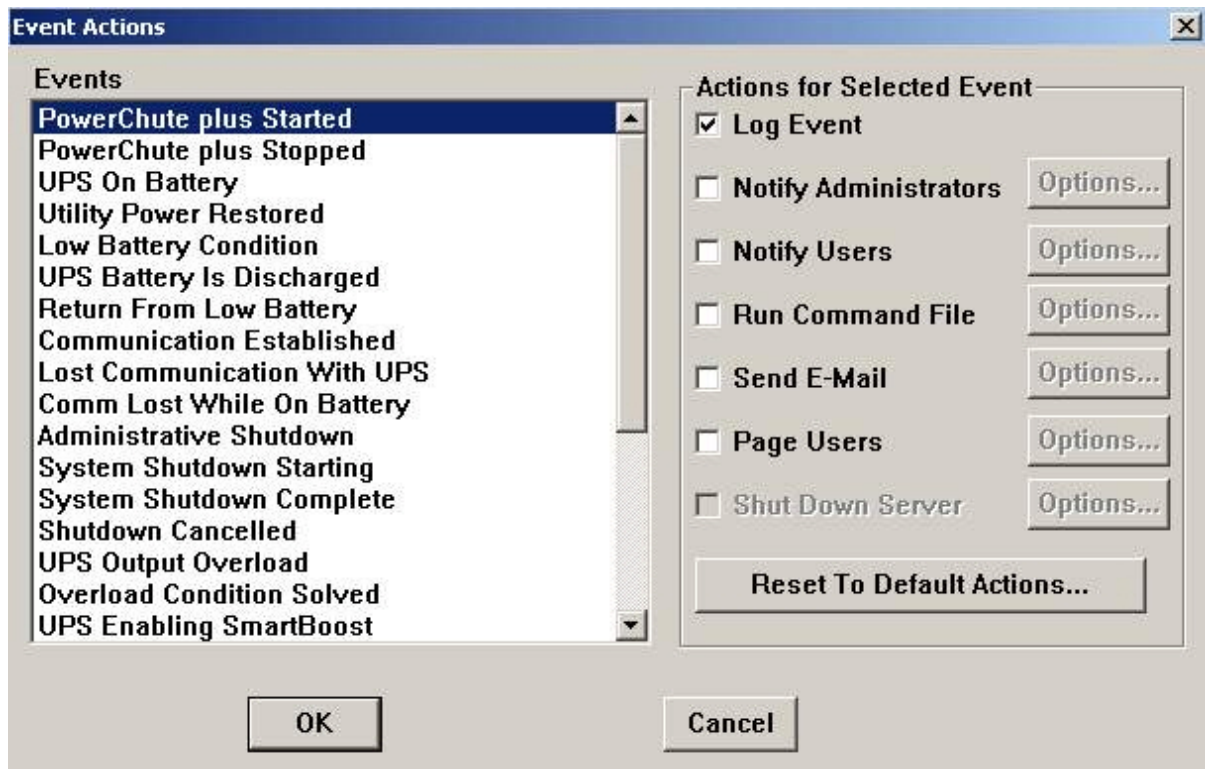 Event Actions
Events
PowerChute plus Started
PowerChute plus Stopped
UPS On Battery
Utility Power Restored
Low Battery Condition
UPS Battery Is Discharged
Return From Low Battery
Communication Established
Lost Communication With UPS
Comm Lost While On Battery
Administrative Shutdown
System Shutdown Starting
System Shutdown Complete
Shutdown Cancelled
UPS Output Overload
Overload Condition Solved
UPS Enabling SmartBoost
Actions for Selected Event
Log Event
Notify Administrators Options...
Notify Users Options...
Run Command File Options...
Send E-Mail Options...
Page Users Options...
Shut Down Server Options...
Reset To Default Actions...
OK Cancel